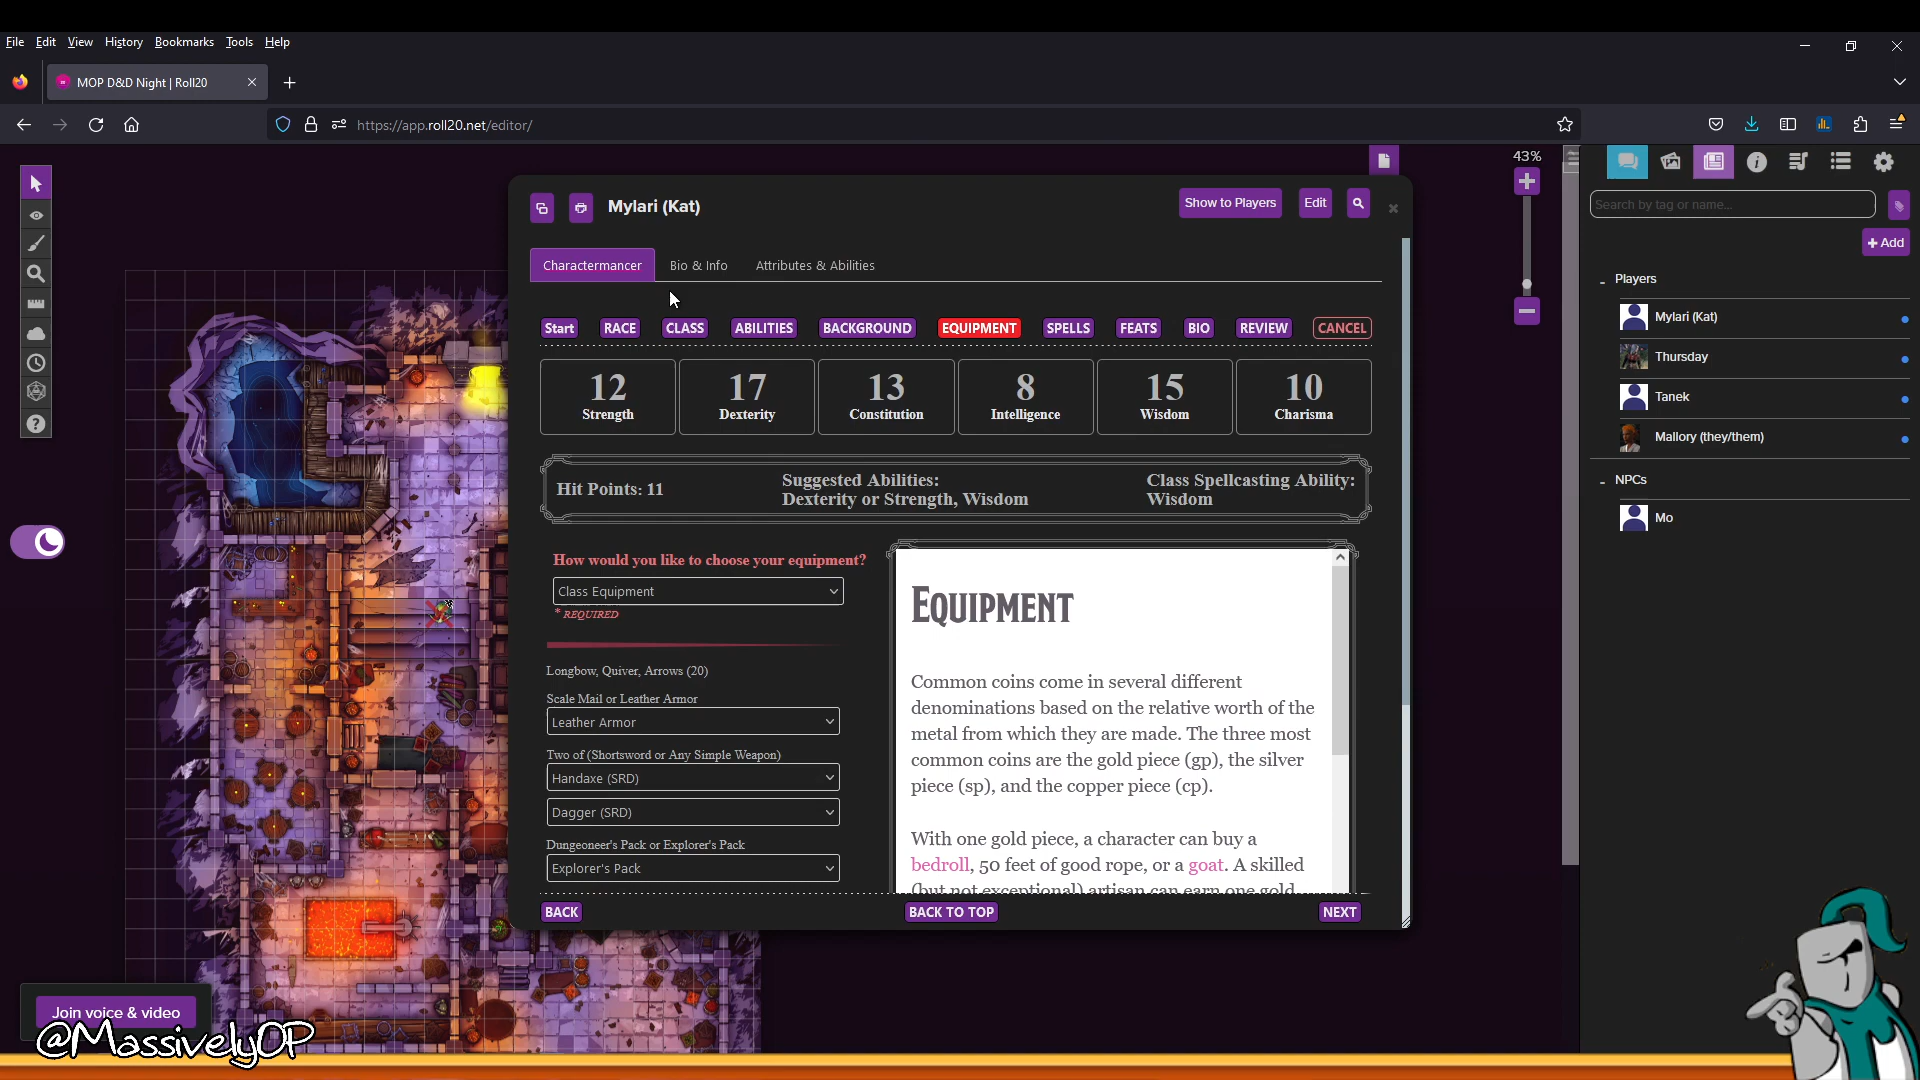 File Edit View History Bookmarks Tools Help
MOP D&D Night | Roll20
https://app.roll20.net/editor/
43%
Mylari (Kat)
Show to Players
Edit
Search by tag or name...
+ Add
Charactermancer
Bio & Info
Attributes & Abilities
Start RACE CLASS ABILITIES BACKGROUND EQUIPMENT SPELLS FEATS BIO REVIEW CANCEL
12 17 13 8 15 10
Strength Dexterity Constitution Intelligence Wisdom Charisma
Hit Points: 11
Suggested Abilities:
Dexterity or Strength, Wisdom
Class Spellcasting Ability:
Wisdom
How would you like to choose your equipment?
Class Equipment
* REQUIRED
Longbow, Quiver, Arrows (20)
Scale Mail or Leather Armor
Leather Armor
Two of (Shortsword or Any Simple Weapon)
Handaxe (SRD)
Dagger (SRD)
Dungeoneer's Pack or Explorer's Pack
Explorer's Pack
EQUIPMENT
Common coins come in several different
denominations based on the relative worth of the
metal from which they are made. The three most
common coins are the gold piece (gp), the silver
piece (sp), and the copper piece (cp).
With one gold piece, a character can buy a
bedroll, 50 feet of good rope, or a goat. A skilled
(but not exceptional) artisan can earn one gold
BACK
BACK TO TOP
NEXT
Players
Mylari (Kat)
Thursday
Tanek
Mallory (they/them)
NPCs
Mo
Join voice & video
@MassivelyOP